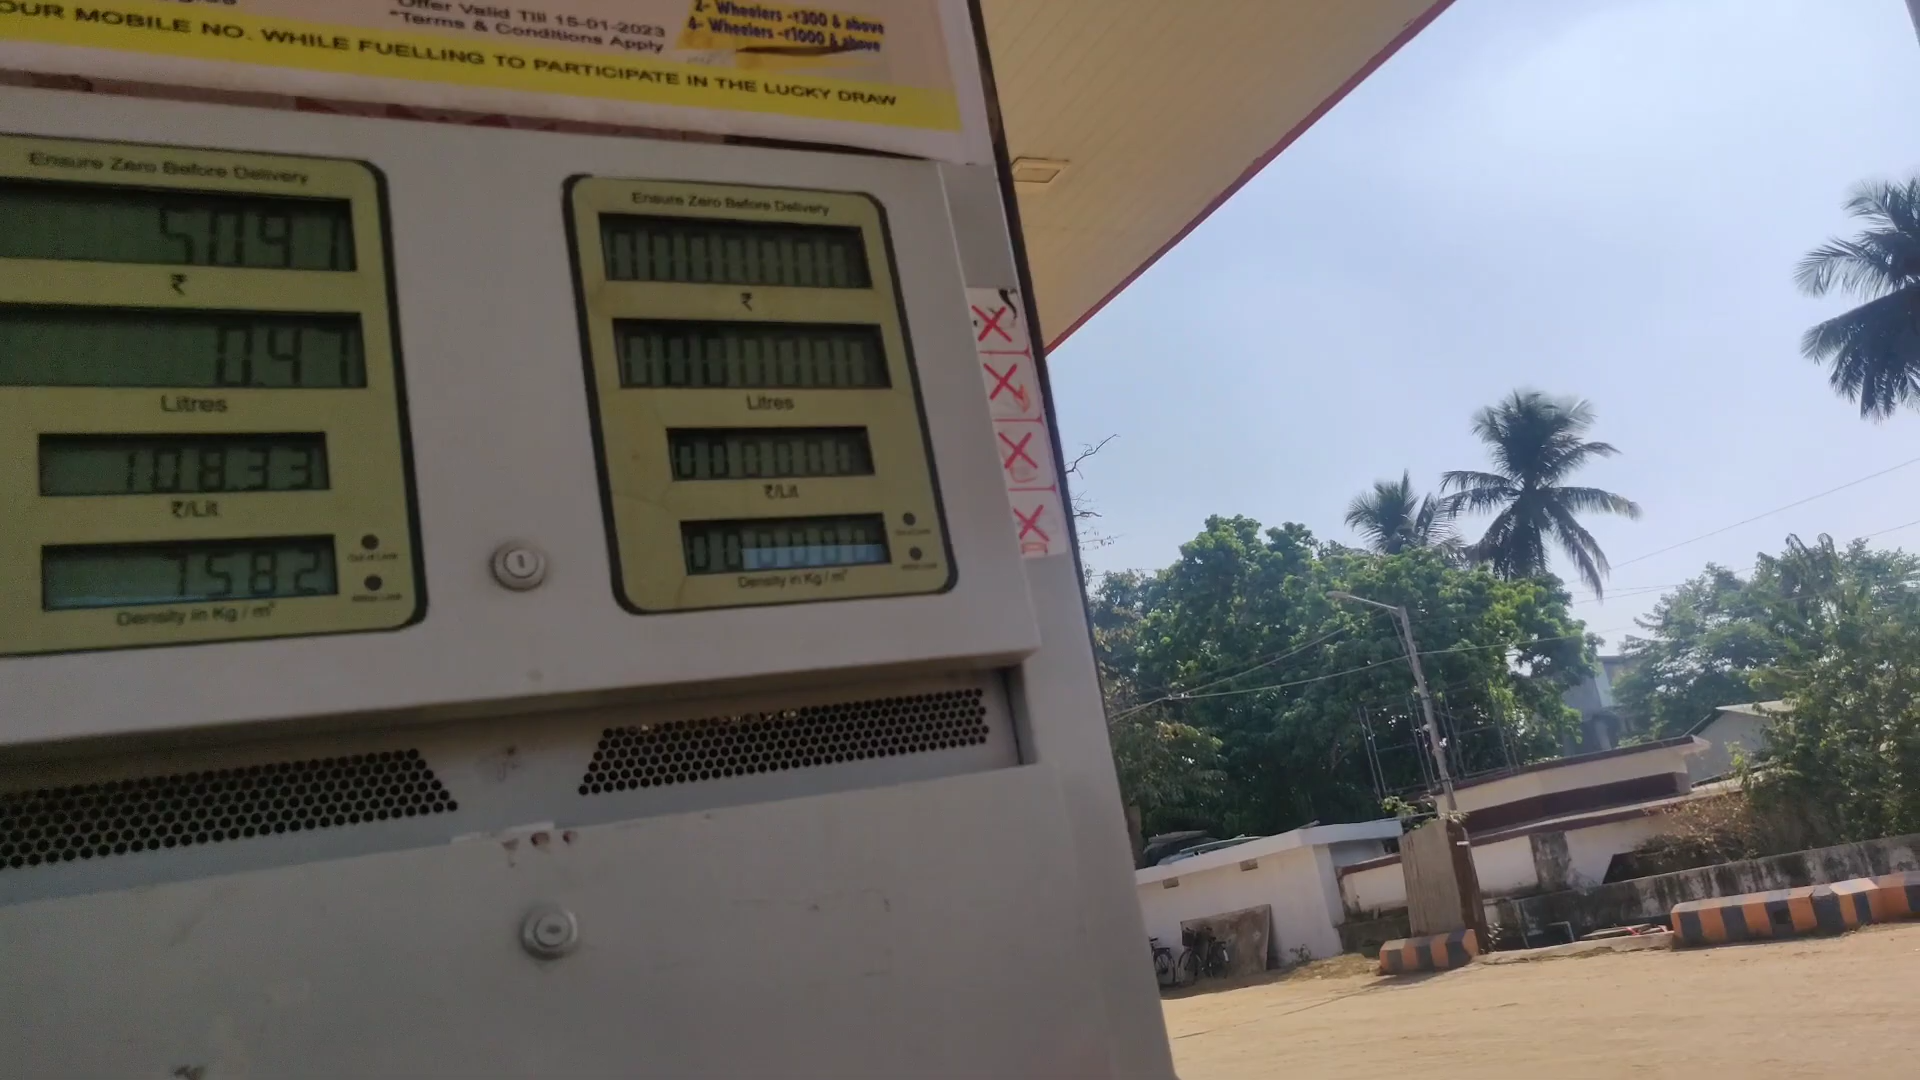 Offer Valid Till 15-01-2023
*Terms & Conditions Apply
2- Wheelers -₹300 & above
4- Wheelers -₹1000 & above
OUR MOBILE NO. WHILE FUELLING TO PARTICIPATE IN THE LUCKY DRAW
Ensure Zero Before Delivery
₹
0.47
Litres
108.33
₹/Lit
758.2
Density in Kg / m³
Ensure Zero Before Delivery
₹
Litres
₹/Lit
Density in Kg / m³